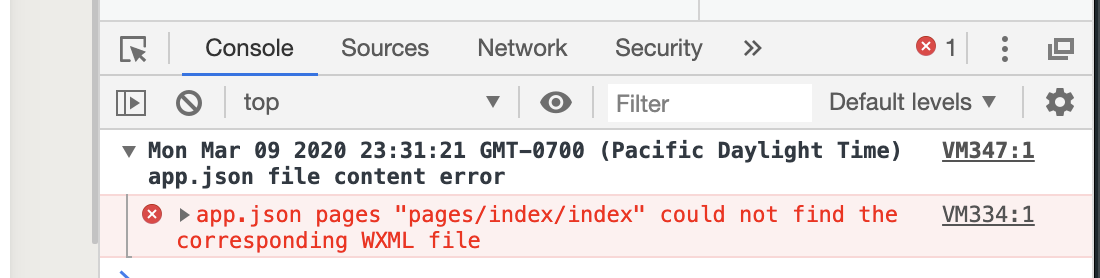 Console Sources Network Security » 1
top Filter Default levels
Mon Mar 09 2020 23:31:21 GMT-0700 (Pacific Daylight Time) VM347:1
app.json file content error
app.json pages "pages/index/index" could not find the VM334:1
corresponding WXML file